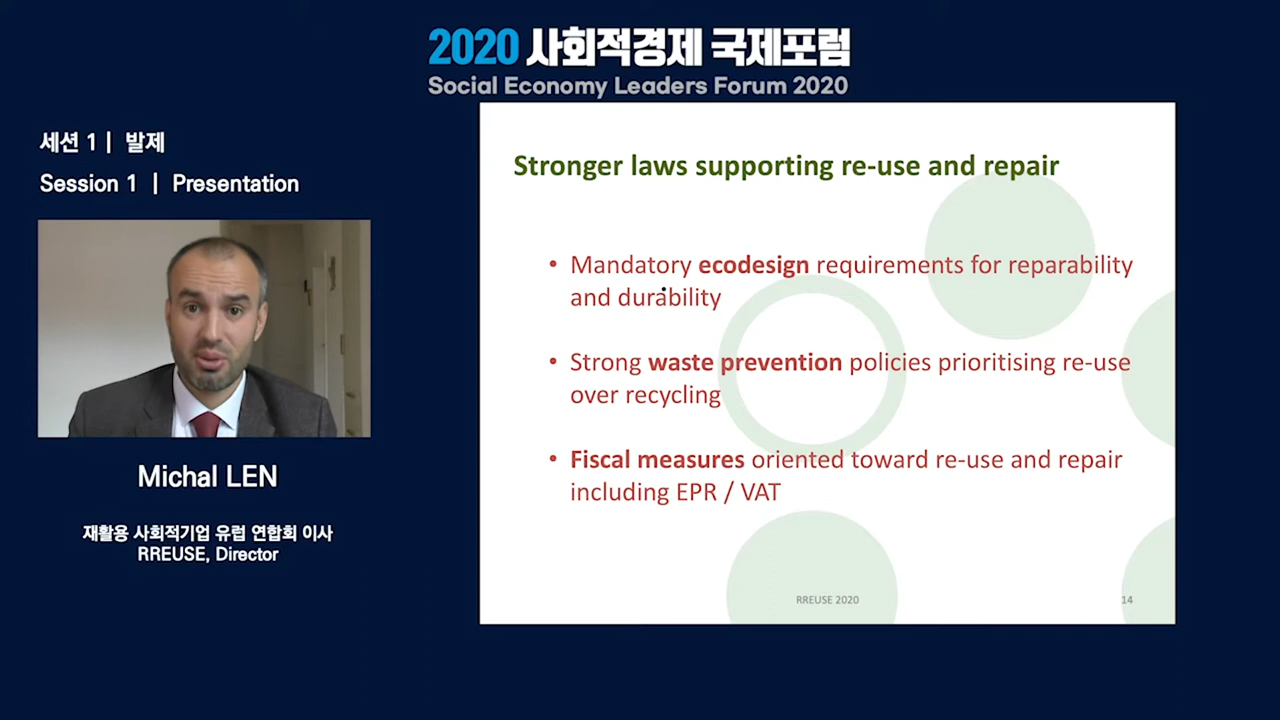 2020 사회적경제 국제포럼
Social Economy Leaders Forum 2020
세션 1 | 발제
Session 1 | Presentation
Michal LEN
재활용 사회적기업 유럽 연합회 이사
RREUSE, Director
Stronger laws supporting re-use and repair
• Mandatory ecodesign requirements for reparability
and durability
• Strong waste prevention policies prioritising re-use
over recycling
• Fiscal measures oriented toward re-use and repair
including EPR / VAT
RREUSE 2020
14